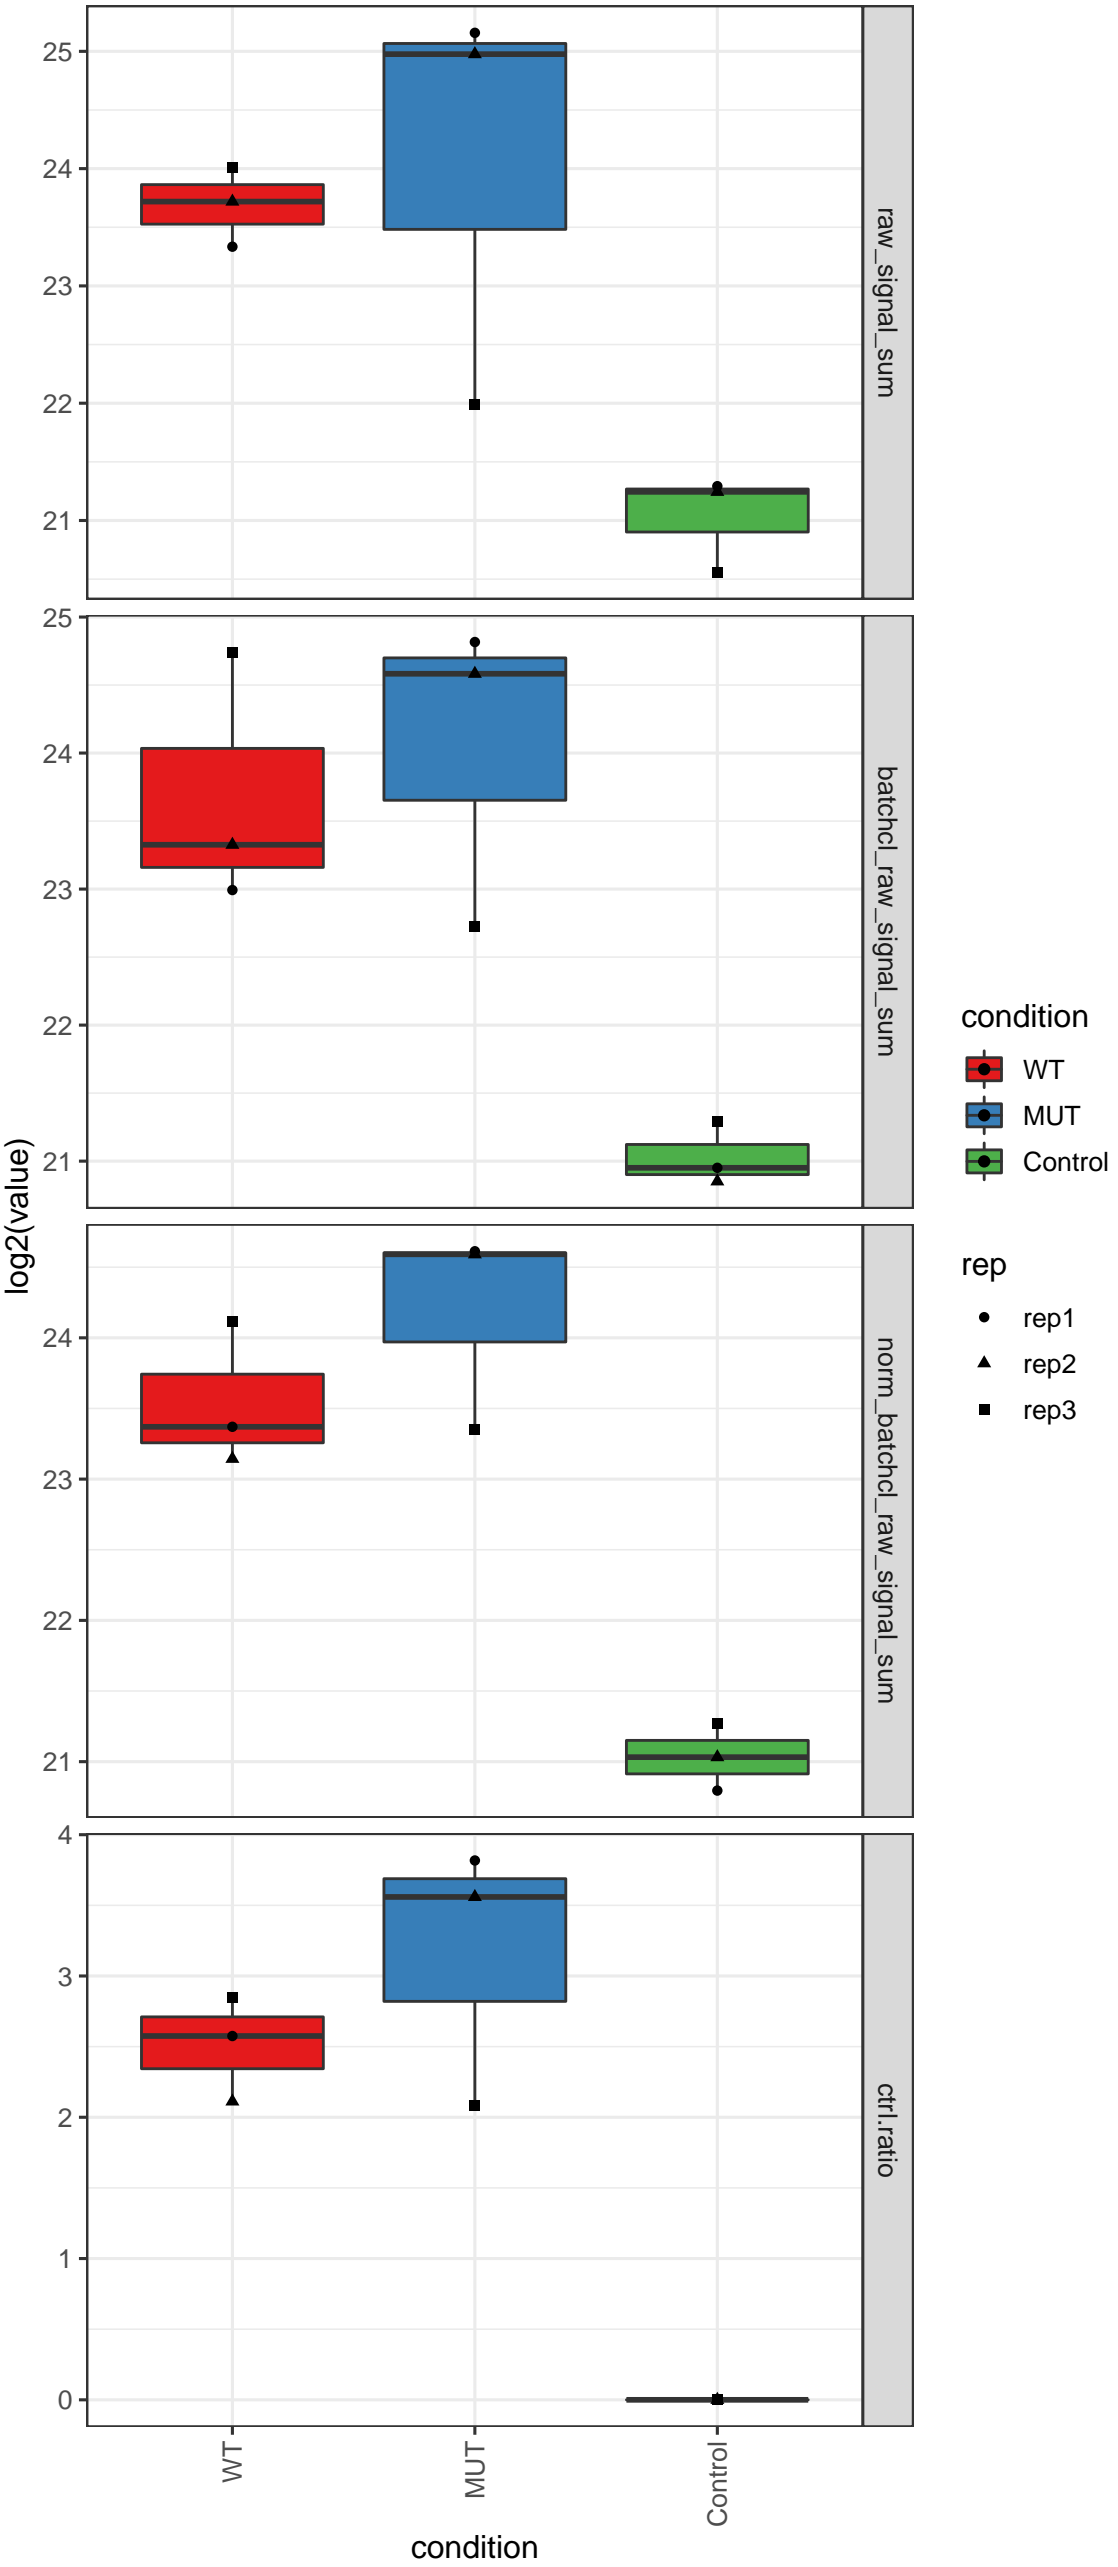 25
24
23
22
21
raw_signal_sum
25
24
23
22
21
batchcl_raw_signal_sum
24
23
22
21
norm_batchcl_raw_signal_sum
4
3
2
1
0
ctrl.ratio
log2(value)
WT
MUT
Control
condition
condition
WT
MUT
Control
rep
rep1
rep2
rep3